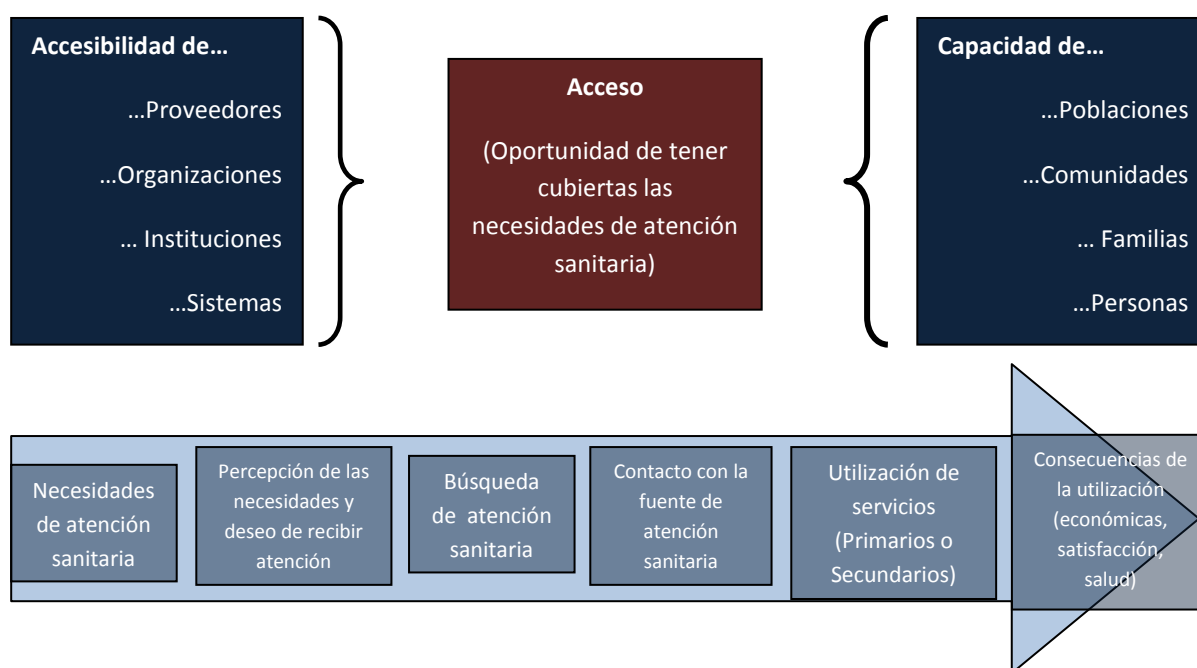 Accesibilidad de…
…Proveedores
…Organizaciones
… Instituciones
…Sistemas
Acceso
(Oportunidad de tener
cubiertas las
necesidades de atención
sanitaria)
Capacidad de…
…Poblaciones
…Comunidades
… Familias
…Personas
Necesidades
de atención
sanitaria
Percepción de las
necesidades y
deseo de recibir
atención
Búsqueda
de atención
sanitaria
Contacto con la
fuente de
atención
sanitaria
Utilización de
servicios
(Primarios o
Secundarios)
Consecuencias de
la utilización
(económicas,
satisfacción,
salud)